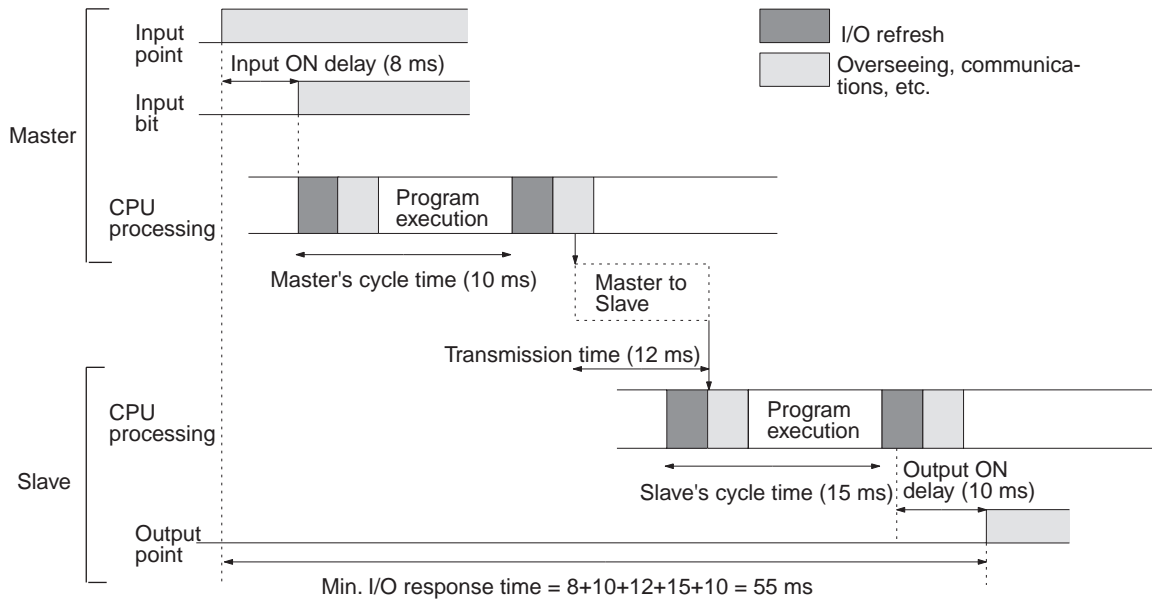 Input
point
Input ON delay (8 ms)
I/O refresh
Overseeing, communica-
tions, etc.
Input
bit
Master
CPU
processing
Program
execution
Master's cycle time (10 ms)
Master to
Slave
Transmission time (12 ms)
CPU
processing
Program
execution
Slave
Slave's cycle time (15 ms)
Output ON
delay (10 ms)
Output
point
Min. I/O response time = 8+10+12+15+10 = 55 ms